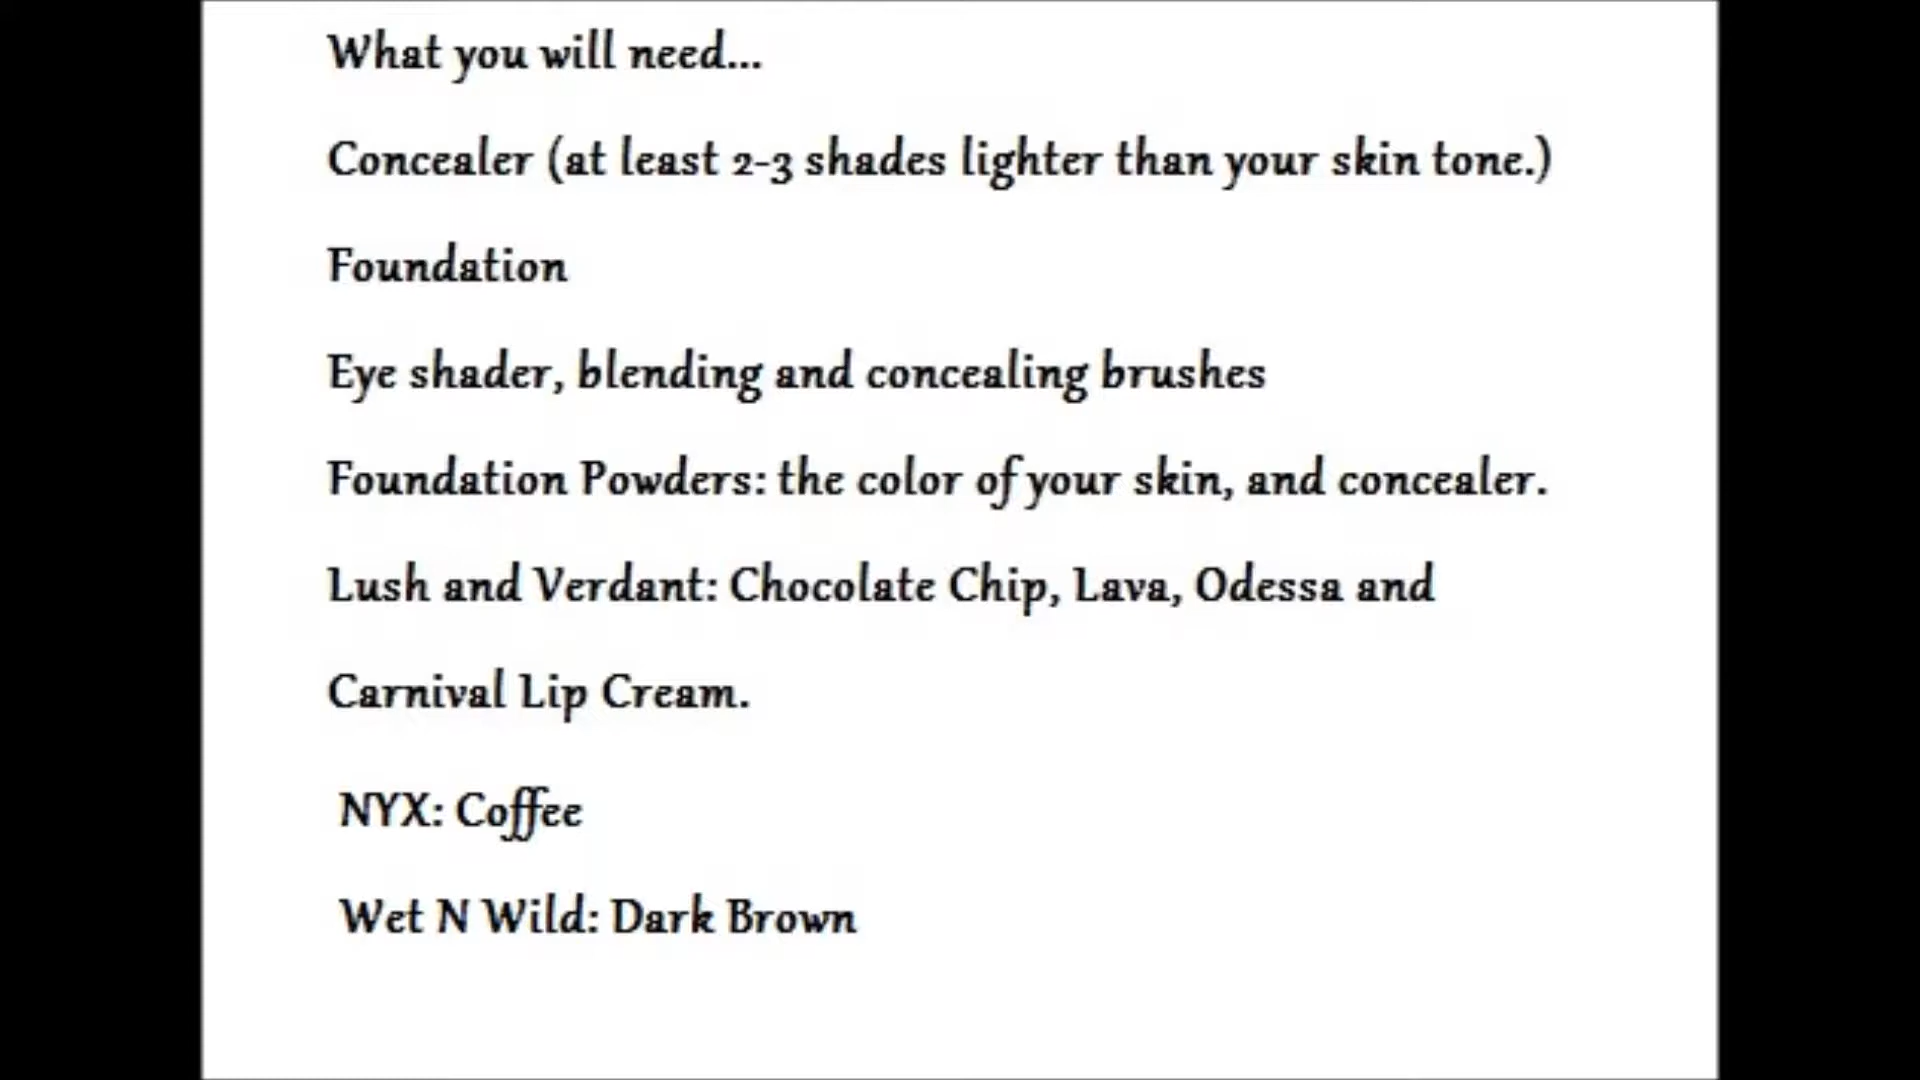 What you will need...
Concealer (at least 2-3 shades lighter than your skin tone.)
Foundation
Eye shader, blending and concealing brushes
Foundation Powders: the color of your skin, and concealer.
Lush and Verdant: Chocolate Chip, Lava, Odessa and
Carnival Lip Cream.
NYX: Coffee
Wet N Wild: Dark Brown